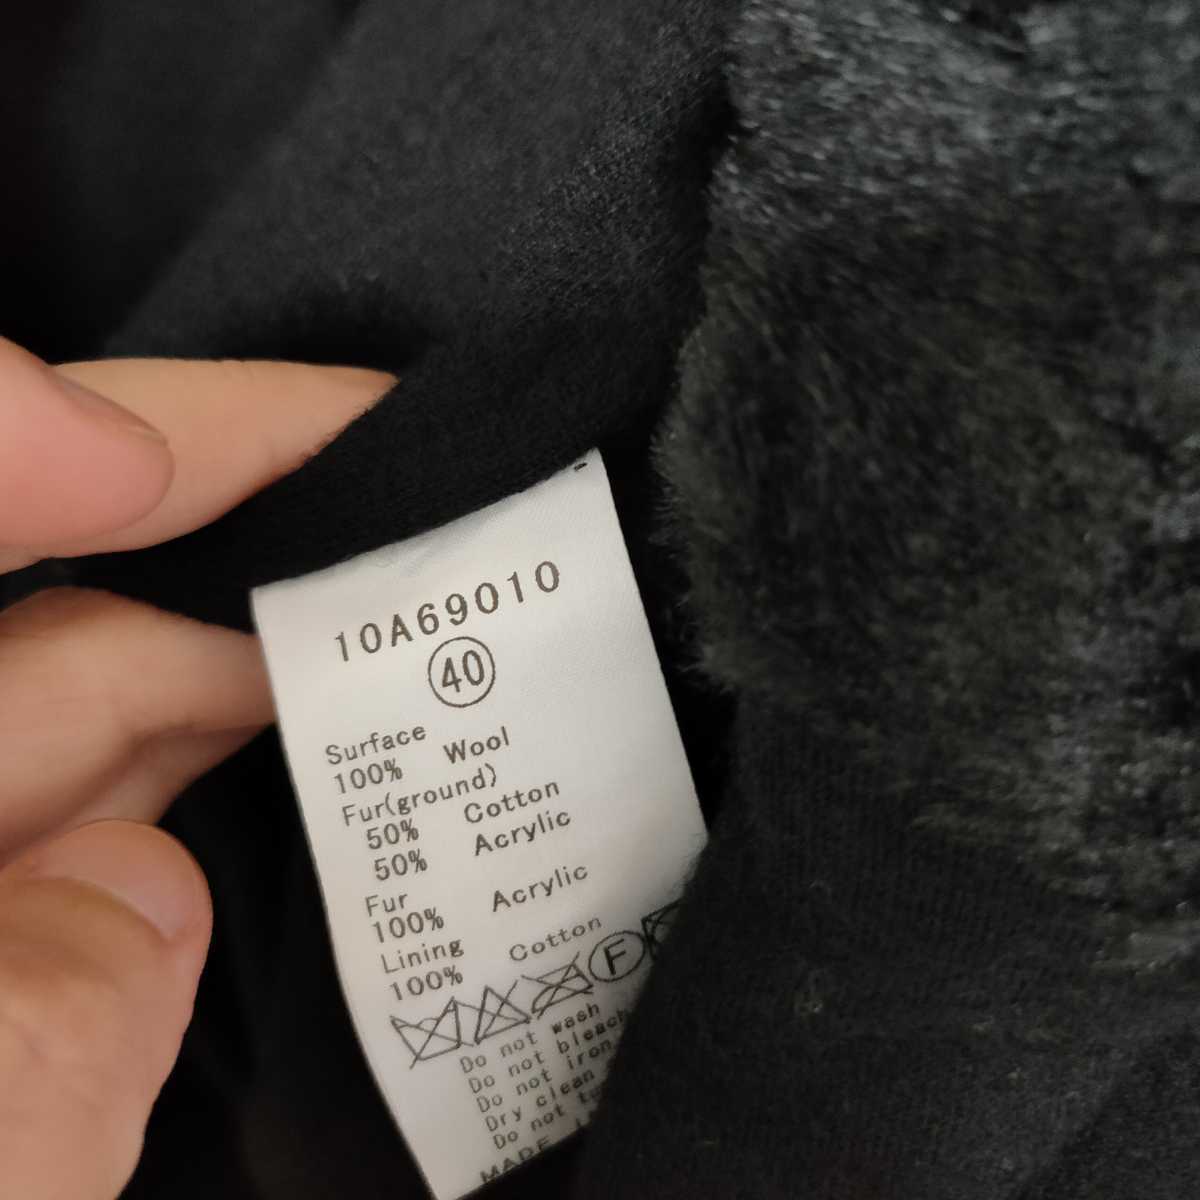 10A69010
40
Surface
100% Wool
Fur(ground)
50% Cotton
50% Acrylic
Fur
100% Acrylic
Lining
100% Cotton
F
Do not wash
Do not bleach
Do not iron
Dry clean
Do not
MADE